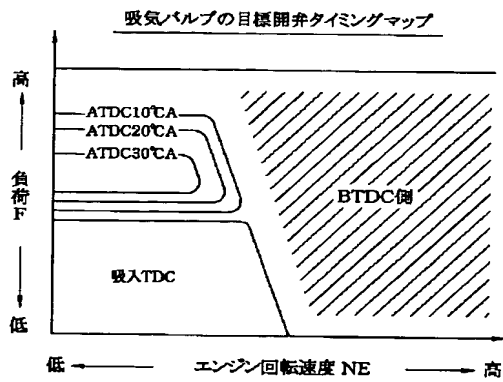 吸気バルブの目標開弁タイミングマップ
高
ATDC10℃A
ATDC20℃A
ATDC30℃A
負荷F
BTDC側
吸入TDC
低
低 エンジン回転速度 NE 高